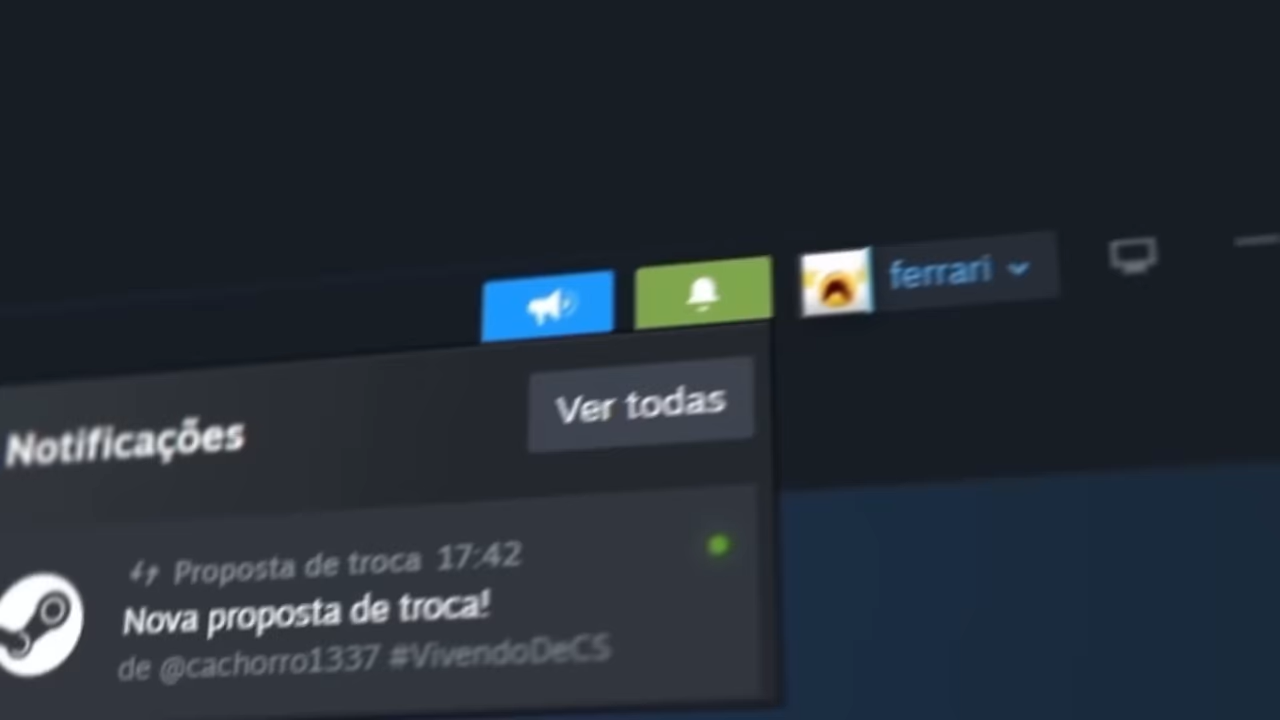 ferrari
Notificações
Ver todas
Proposta de troca 17:42
Nova proposta de troca!
de @cachorro1337 #VivendoDeCS